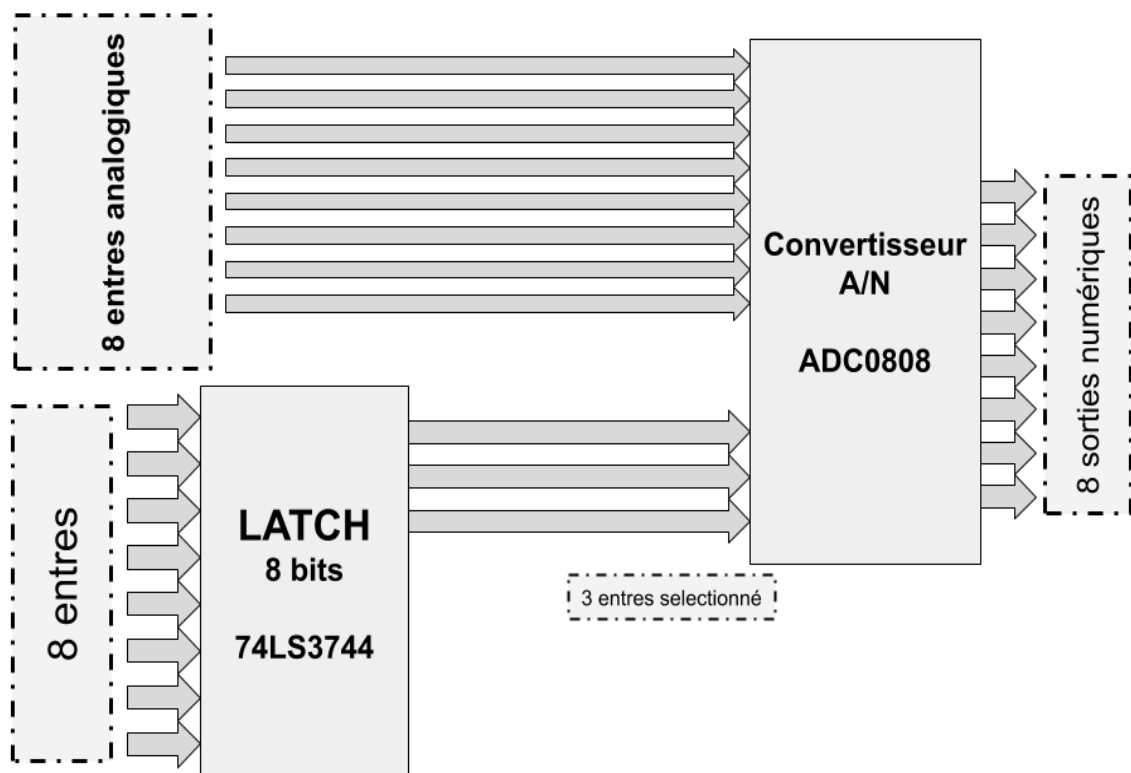 8 entres analogiques
Convertisseur
A/N
ADC0808
8 sorties numériques
8 entres
LATCH
8 bits
74LS3744
3 entres selectionné